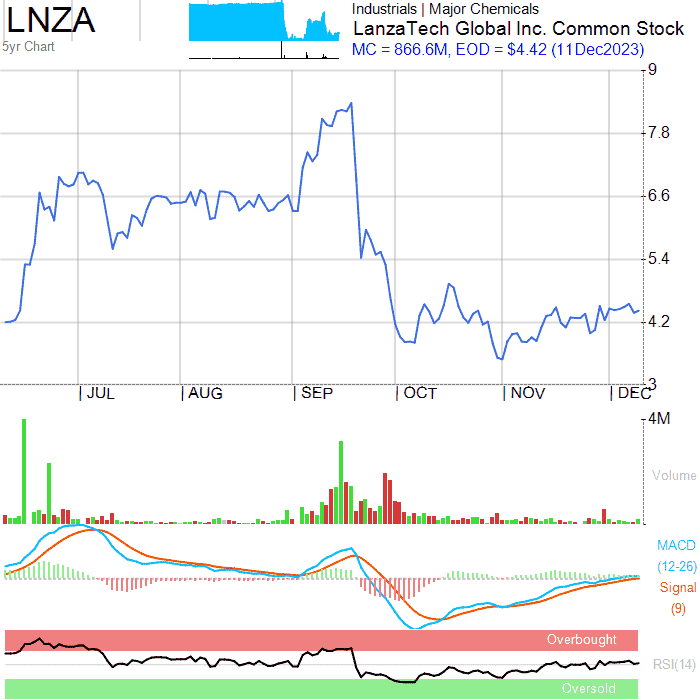 LNZA
5yr Chart
Industrials | Major Chemicals
LanzaTech Global Inc. Common Stock
MC = 866.6M, EOD = $4.42 (11Dec2023)
9
7.8
6.6
5.4
4.2
3
| JUL
| AUG
| SEP
| OCT
| NOV
| DEC
4M
Volume
MACD
(12-26)
Signal
(9)
Overbought
RSI(14)
Oversold